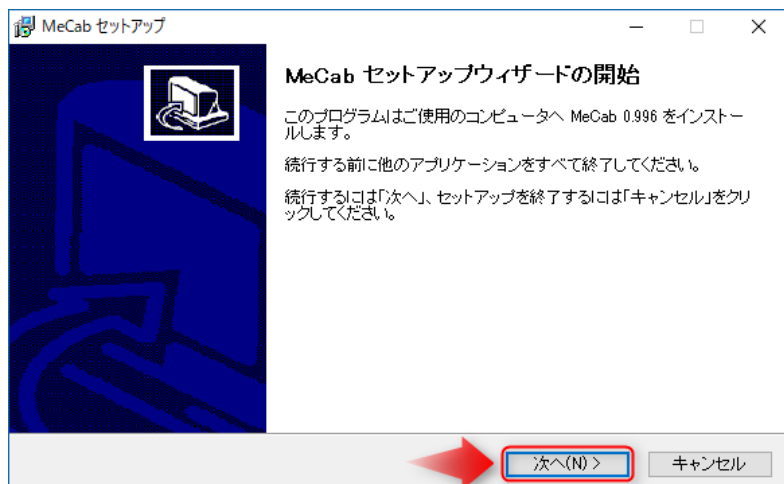 MeCab セットアップ
MeCab セットアップウィザードの開始
このプログラムはご使用のコンピュータへ MeCab 0.996 をインストー
ルします。
続行する前に他のアプリケーションをすべて終了してください。
続行するには「次へ」、セットアップを終了するには「キャンセル」をクリ
ックしてください。
次へ(N) >
キャンセル